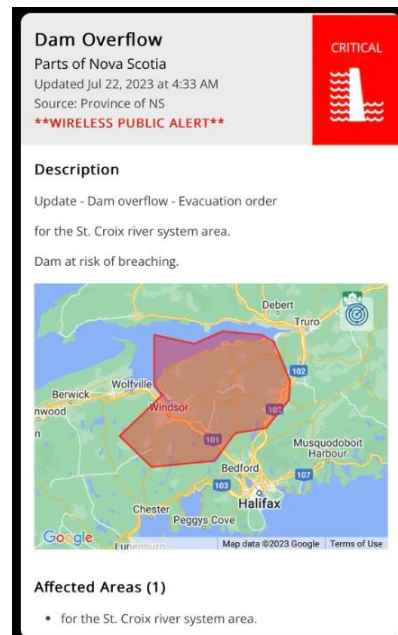 Dam Overflow
CRITICAL
Parts of Nova Scotia
Updated Jul 22, 2023 at 4:33 AM
Source: Province of NS
**WIRELESS PUBLIC ALERT**
Description
Update - Dam overflow - Evacuation order
for the St. Croix river system area.
Dam at risk of breaching.
Debert
Truro
102
Berwick
Wolfville
nwood
Windsor
102
n
101
Musquodoboit
Harbour
Bedford
107
103
Halifax
Chester
Peggys Cove
Google
Lunenburg
Map data ©2023 Google
Terms of Use
Affected Areas (1)
• for the St. Croix river system area.